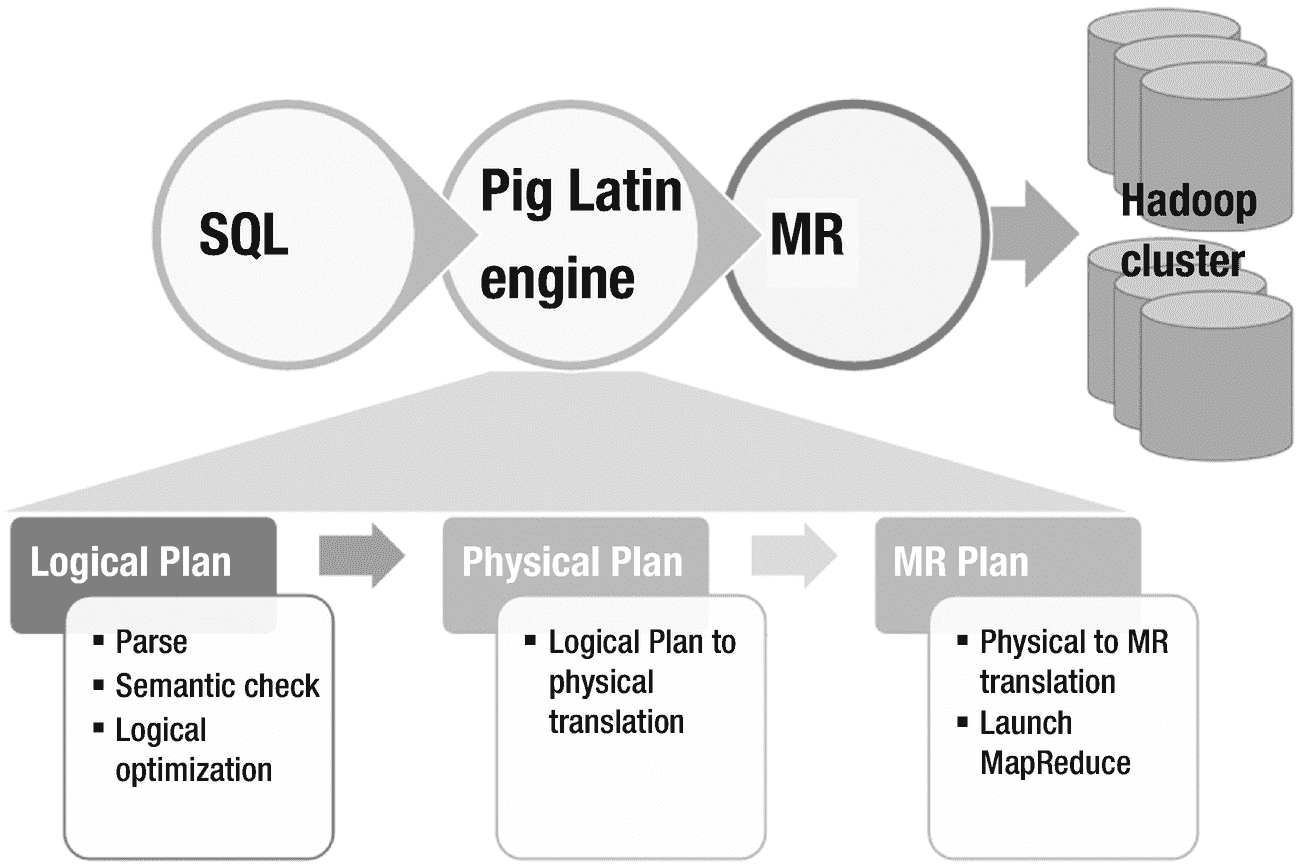 SQL
Pig Latin
engine
MR
Hadoop
cluster
Logical Plan
▪ Parse
▪ Semantic check
▪ Logical
optimization
Physical Plan
▪ Logical Plan to
physical
translation
MR Plan
▪ Physical to MR
translation
▪ Launch
MapReduce